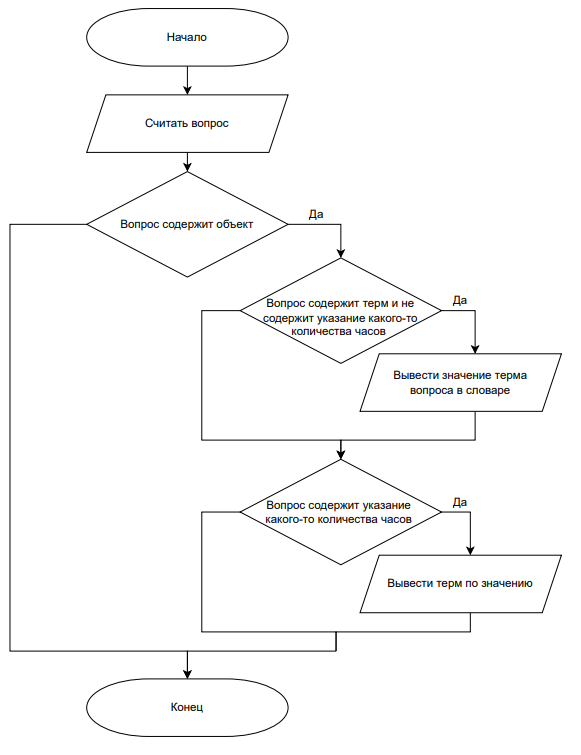 Начало
Считать вопрос
Вопрос содержит объект
Да
Вопрос содержит терм и не
содержит указание какого-то
количества часов
Да
Вывести значение терма
вопроса в словаре
Вопрос содержит указание
какого-то количества часов
Да
Вывести терм по значению
Конец